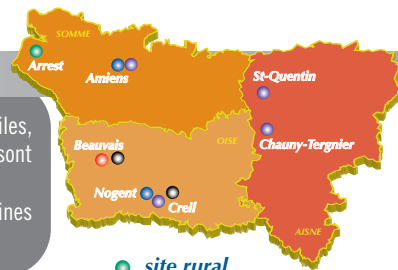 SOMME
Arrest
Amiens
St-Quentin
iles,
sont
Beauvais
OISE
Chauny-Tergnier
Nogent
Creil
ines
AISNE
site rural